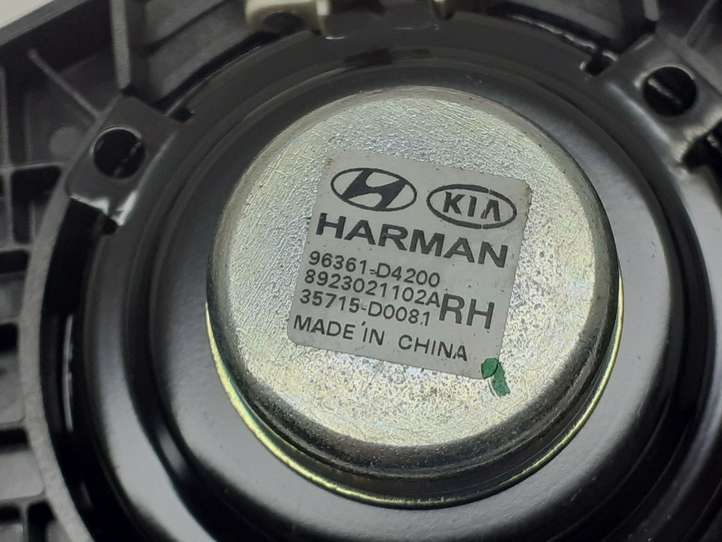 KIA
HARMAN
96361-D4200
8923021102A
RH
35715-D0081
MADE IN CHINA